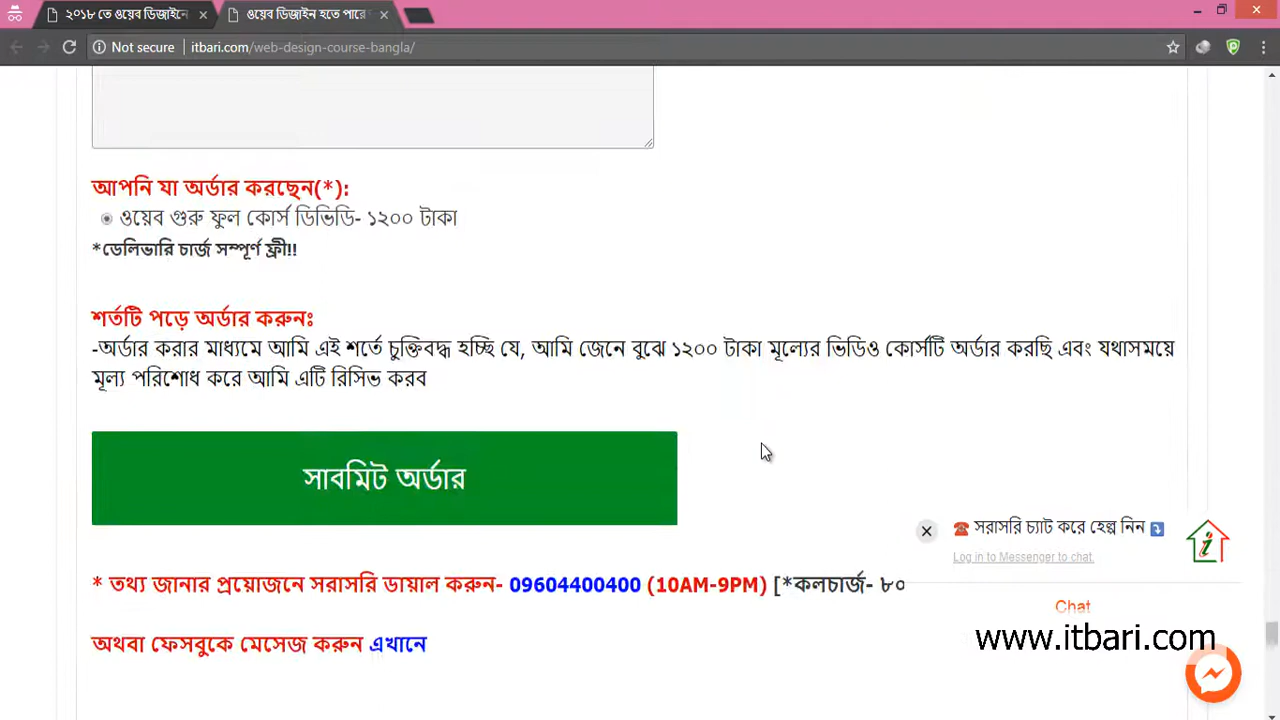 ২০১৮ তে ওয়েব ডিজাইনে
ওয়েব ডিজাইন হতে পারে
Not secure
itbari.com/web-design-course-bangla/
আপনি যা অর্ডার করছেন(*):
ওয়েব গুরু ফুল কোর্স ডিভিডি- ১২০০ টাকা
*ডেলিভারি চার্জ সম্পূর্ণ ফ্রী!!
শর্তটি পড়ে অর্ডার করুনঃ
-অর্ডার করার মাধ্যমে আমি এই শর্তে চুক্তিবদ্ধ হচ্ছি যে, আমি জেনে বুঝে ১২০০ টাকা মূল্যের ভিডিও কোর্সটি অর্ডার করছি এবং যথাসময়ে
মূল্য পরিশোধ করে আমি এটি রিসিভ করব
সাবমিট অর্ডার
সরাসরি চ্যাট করে হেল্প নিন
Log in to Messenger to chat.
* তথ্য জানার প্রয়োজনে সরাসরি ডায়াল করুন- 09604400400 (10AM-9PM) [*কলচার্জ- ৮০
Chat
www.itbari.com
অথবা ফেসবুকে মেসেজ করুন এখানে